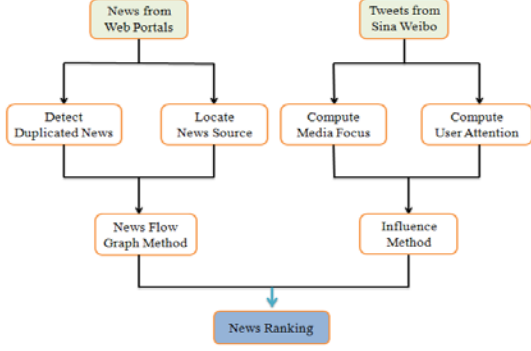 News from
Web Portals
Tweets from
Sina Weibo
Detect
Duplicated News
Locate
News Source
Compute
Media Focus
Compute
User Attention
News Flow
Graph Method
Influence
Method
News Ranking